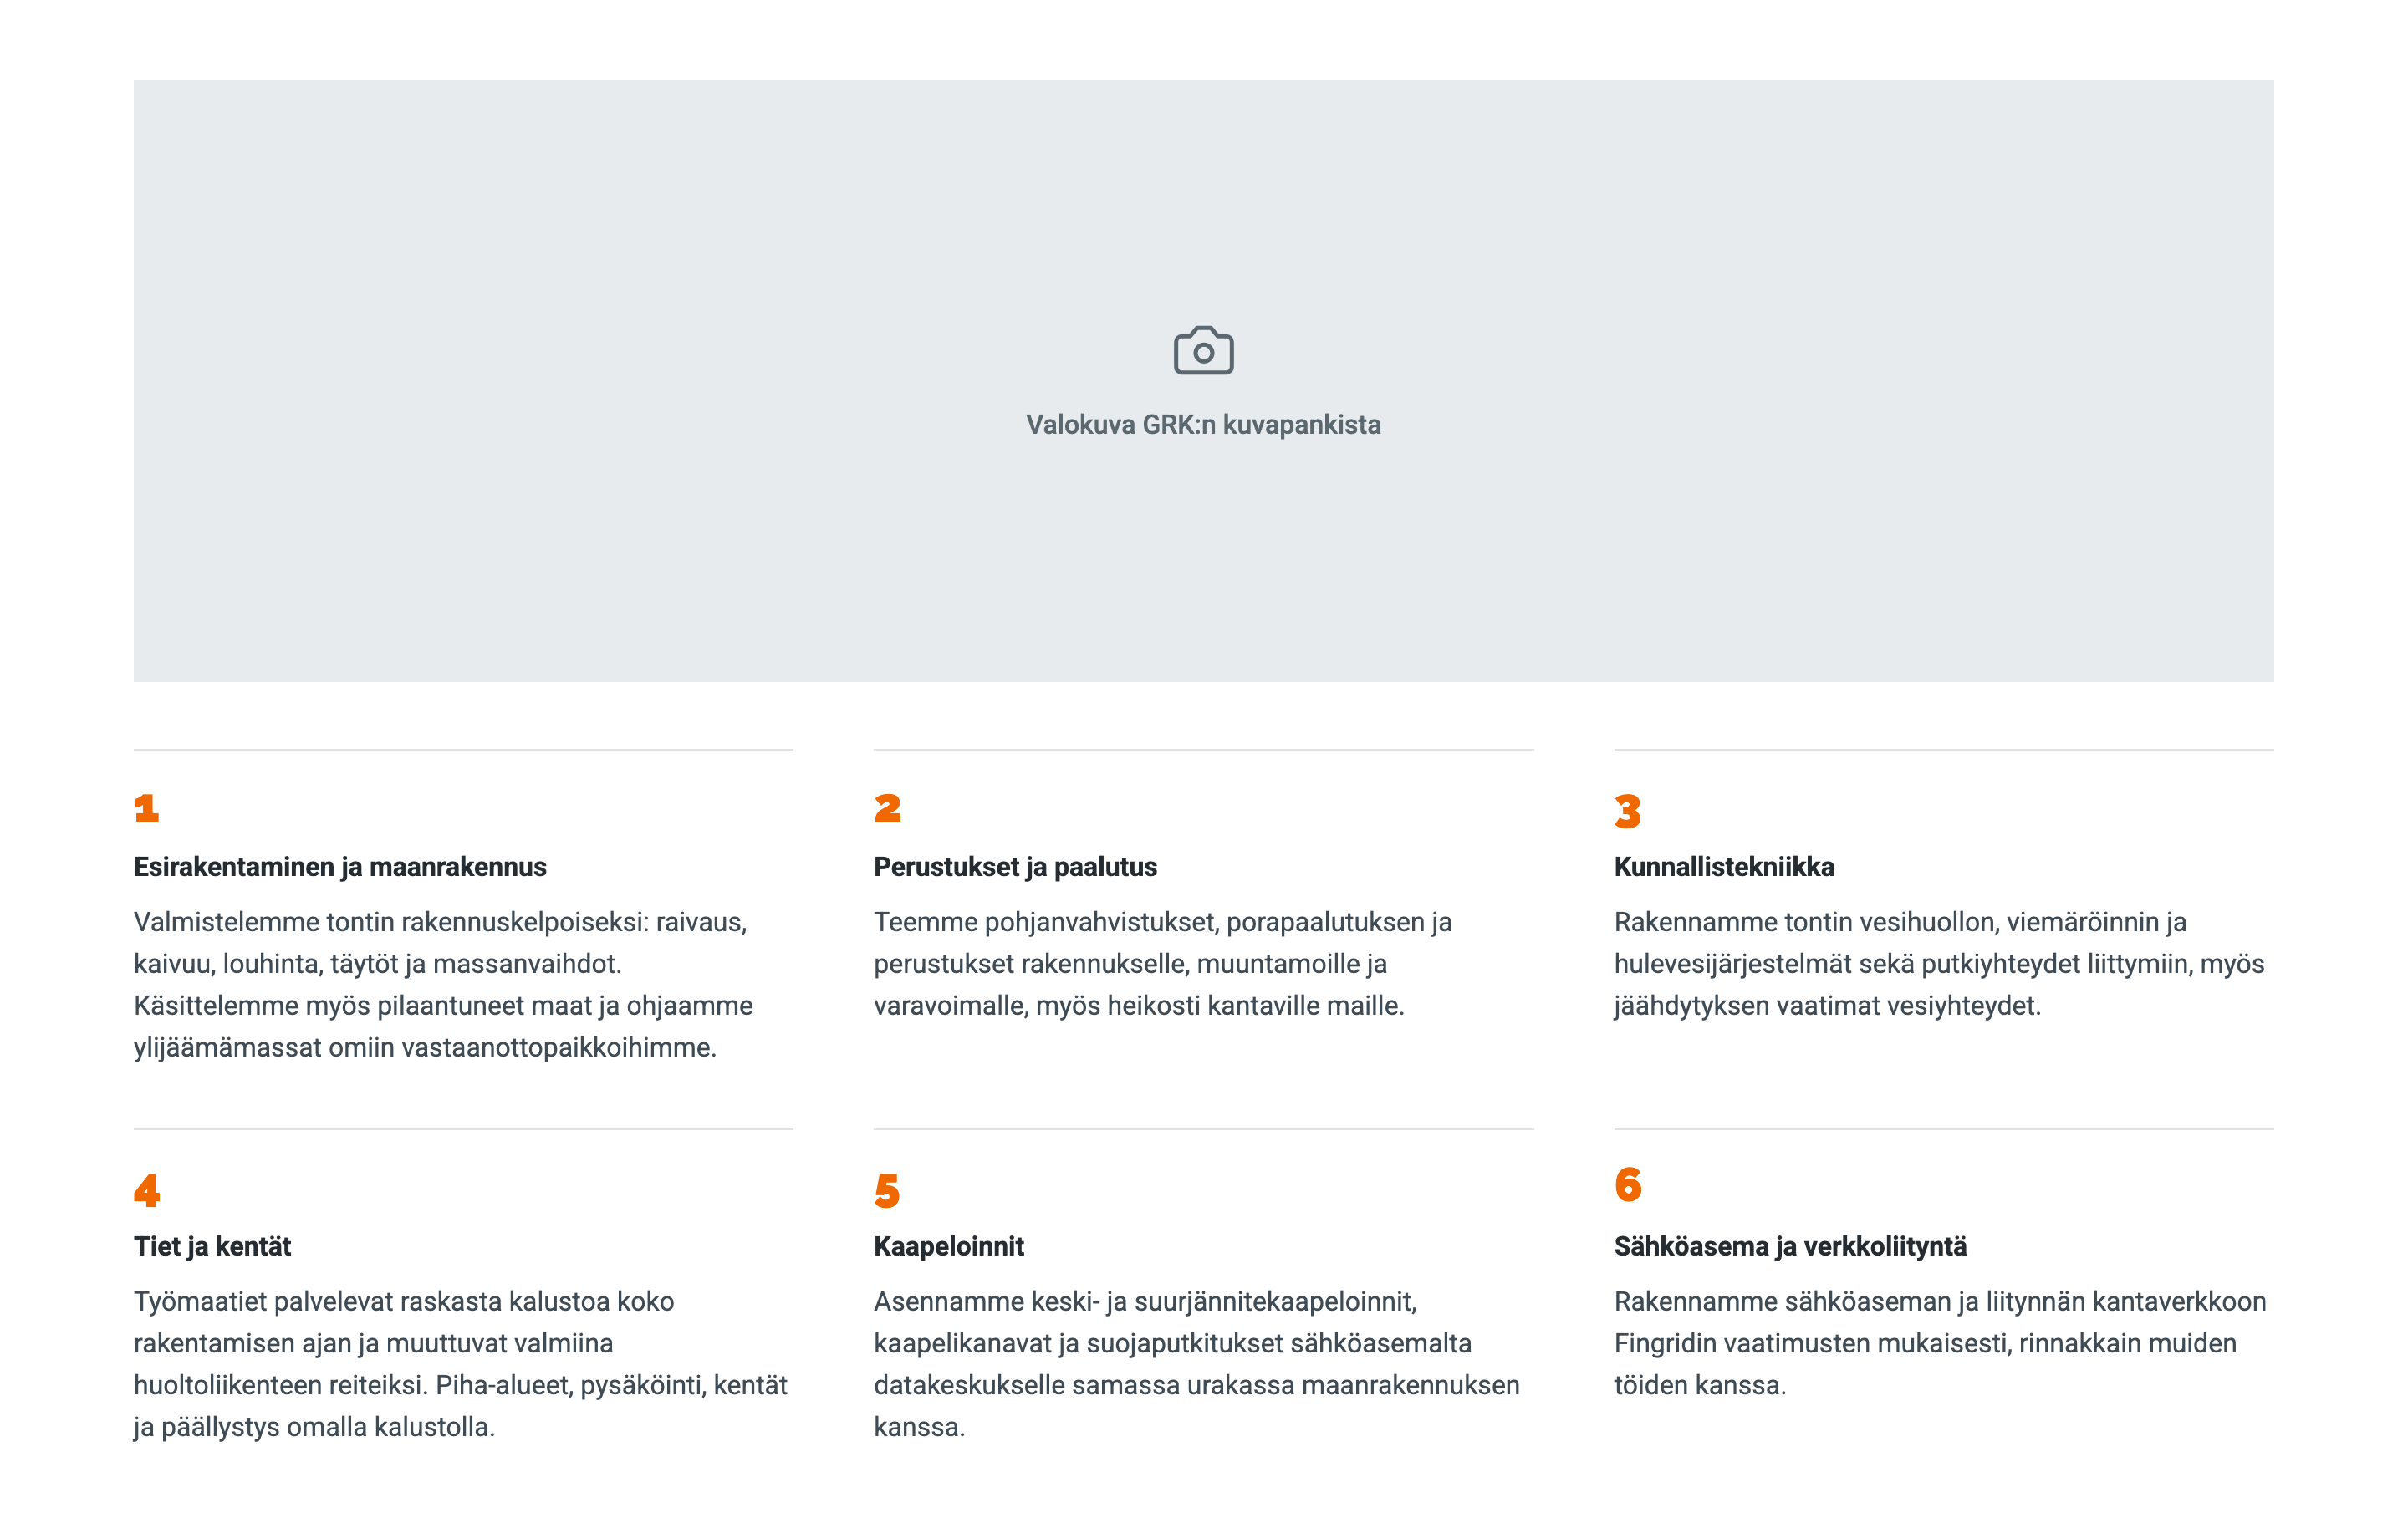 Valokuva GRK:n kuvapankista
1
Esirakentaminen ja maanrakennus
Valmistelemme tontin rakennuskelpoiseksi: raivaus,
kaivuu, louhinta, täytöt ja massanvaihdot.
Käsittelemme myös pilaantuneet maat ja ohjaamme
ylijäämämassat omiin vastaanottopaikkoihimme.
2
Perustukset ja paalutus
Teemme pohjanvahvistukset, porapaalutuksen ja
perustukset rakennukselle, muuntamoille ja
varavoimalle, myös heikosti kantaville maille.
3
Kunnallistekniikka
Rakennamme tontin vesihuollon, viemäröinnin ja
hulevesijärjestelmät sekä putkiyhteydet liittymiin, myös
jäähdytyksen vaatimat vesiyhteydet.
4
Tiet ja kentät
Työmaatiet palvelevat raskasta kalustoa koko
rakentamisen ajan ja muuttuvat valmiina
huoltoliikenteen reiteiksi. Piha-alueet, pysäköinti, kentät
ja päällystys omalla kalustolla.
5
Kaapeloinnit
Asennamme keski- ja suurjännitekaapeloinnit,
kaapelikanavat ja suojaputkitukset sähköasemalta
datakeskukselle samassa urakassa maanrakennuksen
kanssa.
6
Sähköasema ja verkkoliityntä
Rakennamme sähköaseman ja liitynnän kantaverkkoon
Fingridin vaatimusten mukaisesti, rinnakkain muiden
töiden kanssa.